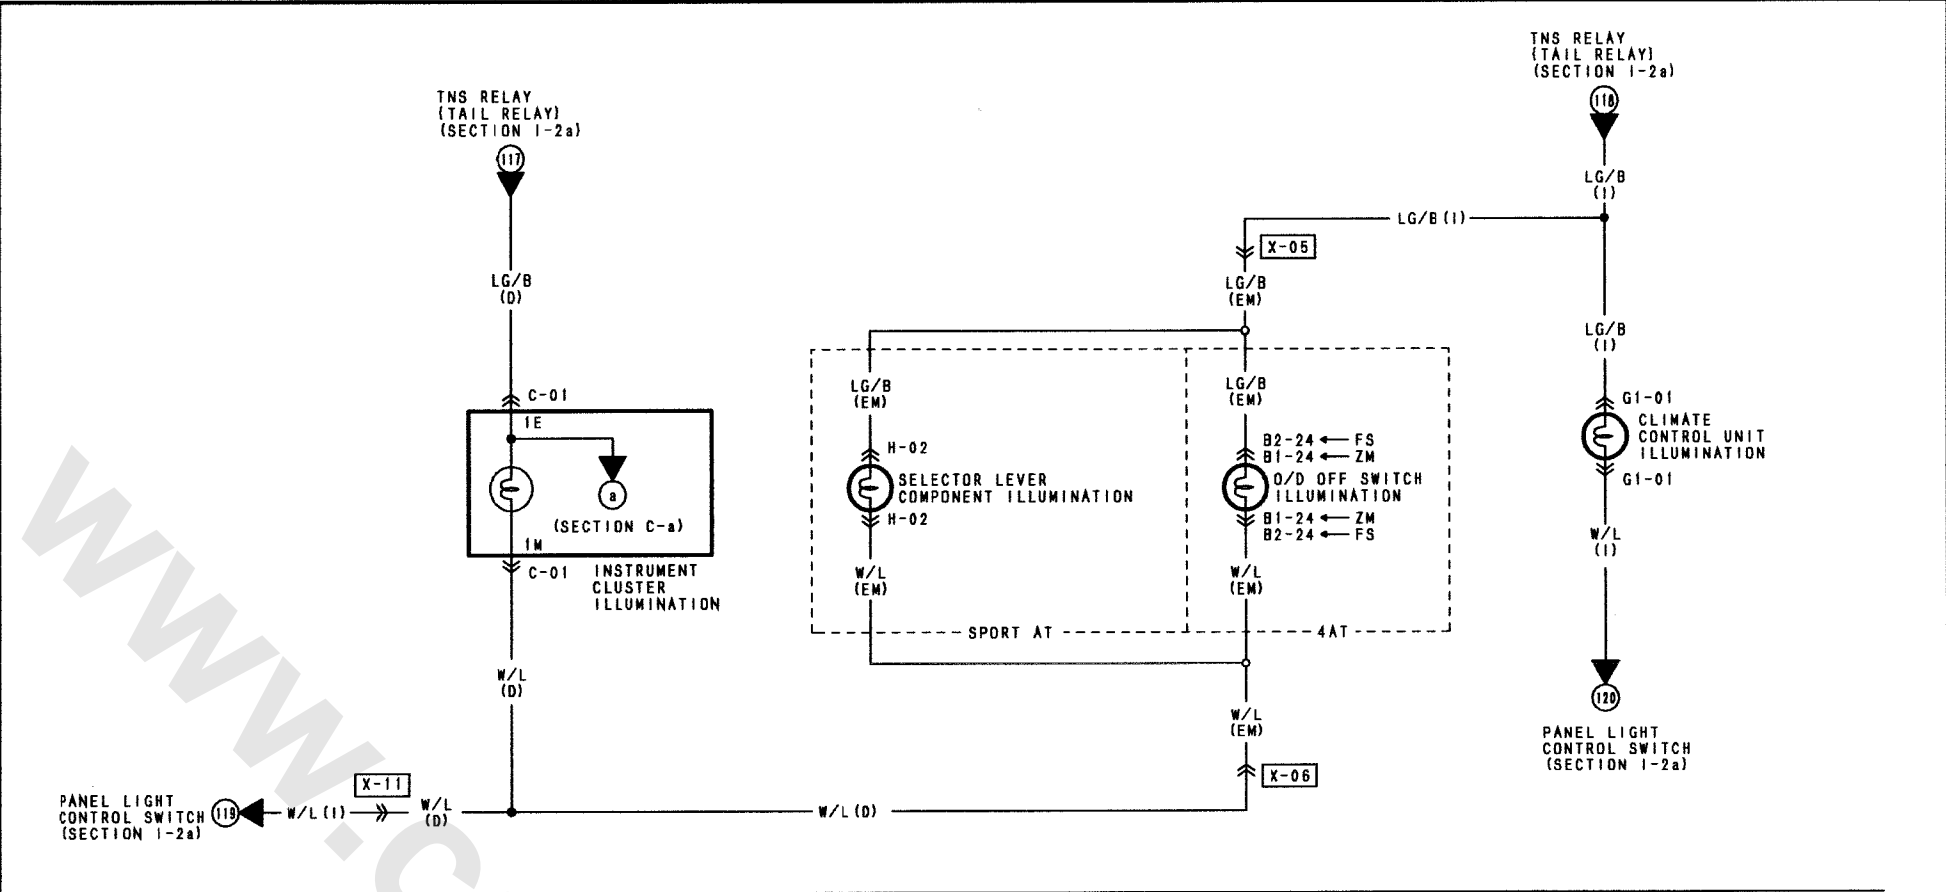 TNS RELAY
(TAIL RELAY)
(SECTION I-2a)
117
LG/B
(D)
C-01
1E
a
(SECTION C-a)
1M
C-01
INSTRUMENT
CLUSTER
ILLUMINATION
W/L
(D)
PANEL LIGHT
CONTROL SWITCH
(SECTION I-2a)
119
W/L(I)
X-11
W/L
(D)
W/L(D)
TNS RELAY
(TAIL RELAY)
(SECTION I-2a)
118
LG/B
(I)
LG/B(I)
X-05
LG/B
(EM)
LG/B
(EM)
H-02
SELECTOR LEVER
COMPONENT ILLUMINATION
H-02
W/L
(EM)
SPORT AT
LG/B
(EM)
B2-24 FS
B1-24 ZM
O/D OFF SWITCH
ILLUMINATION
B1-24 ZM
B2-24 FS
W/L
(EM)
4AT
W/L
(EM)
X-06
LG/B
(I)
G1-01
CLIMATE
CONTROL UNIT
ILLUMINATION
G1-01
W/L
(I)
120
PANEL LIGHT
CONTROL SWITCH
(SECTION I-2a)
www.c